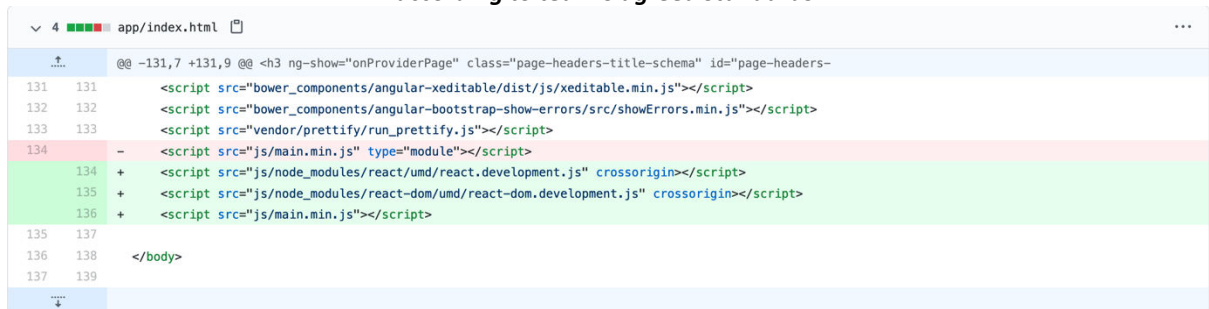 4 app/index.html ...
@@ -131,7 +131,9 @@ <h3 ng-show="onProviderPage" class="page-headers-title-schema" id="page-headers-
131 131 <script src="bower_components/angular-xeditable/dist/js/xeditable.min.js"></script>
132 132 <script src="bower_components/angular-bootstrap-show-errors/src/showErrors.min.js"></script>
133 133 <script src="vendor/prettify/run_prettify.js"></script>
134 - <script src="js/main.min.js" type="module"></script>
134 + <script src="js/node_modules/react/umd/react.development.js" crossorigin></script>
135 + <script src="js/node_modules/react-dom/umd/react-dom.development.js" crossorigin></script>
136 + <script src="js/main.min.js"></script>
135 137
136 138 </body>
137 139